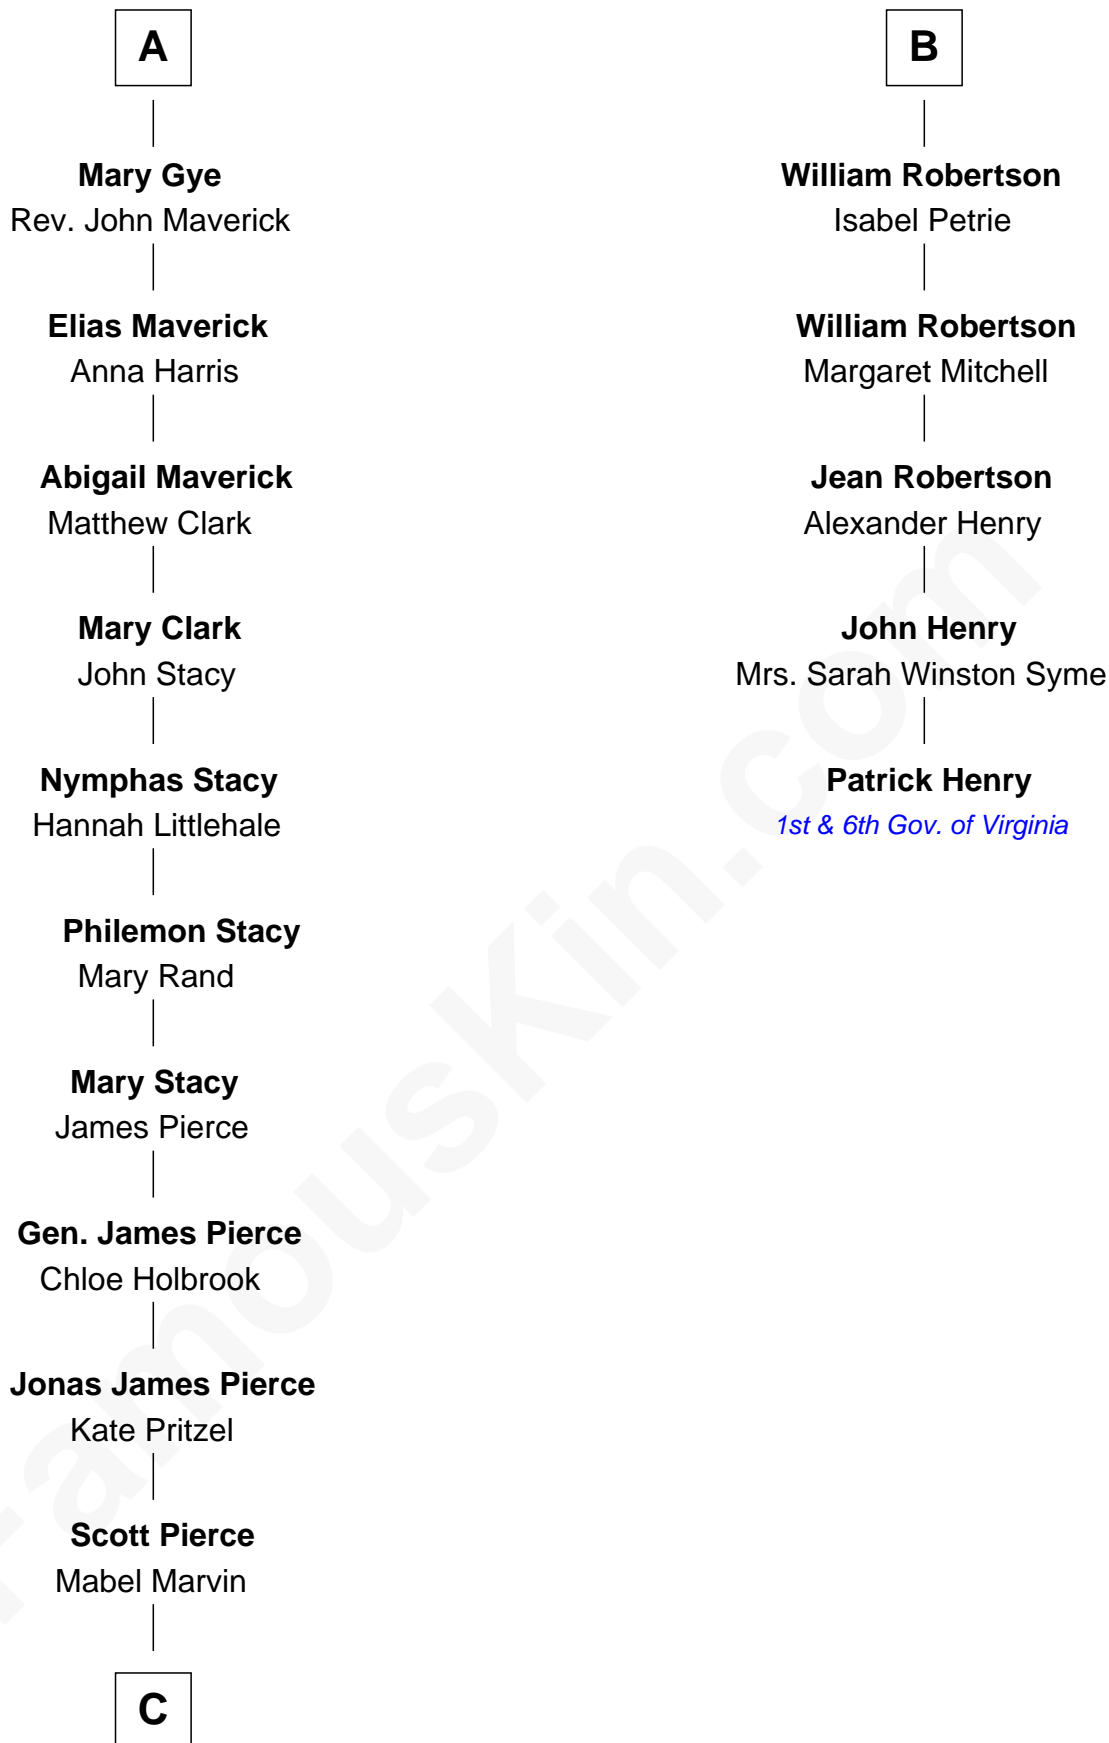 A
Mary Gye
Rev. John Maverick
Elias Maverick
Anna Harris
Abigail Maverick
Matthew Clark
Mary Clark
John Stacy
Nymphas Stacy
Hannah Littlehale
Philemon Stacy
Mary Rand
Mary Stacy
James Pierce
Gen. James Pierce
Chloe Holbrook
Jonas James Pierce
Kate Pritzel
Scott Pierce
Mabel Marvin
C
B
William Robertson
Isabel Petrie
William Robertson
Margaret Mitchell
Jean Robertson
Alexander Henry
John Henry
Mrs. Sarah Winston Syme
Patrick Henry
1st & 6th Gov. of Virginia
FamousKin.com